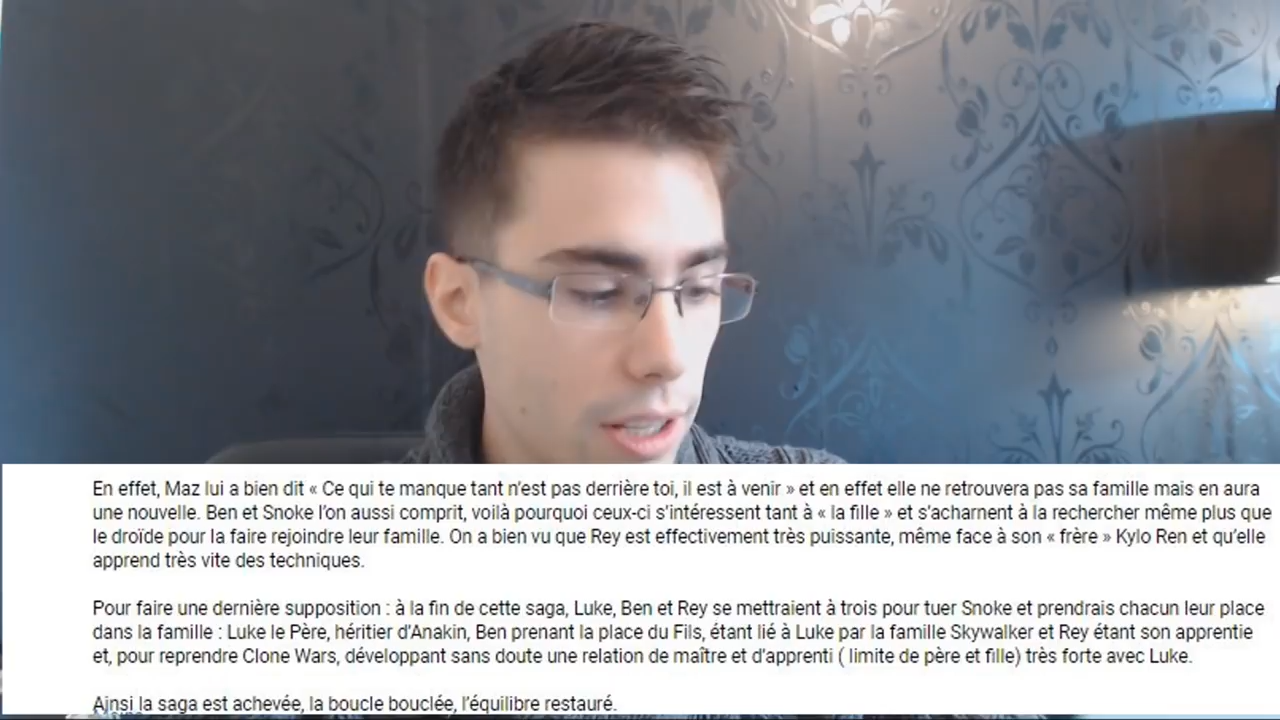 En effet, Maz lui a bien dit « Ce qui te manque tant n'est pas derrière toi, il est à venir » et en effet elle ne retrouvera pas sa famille mais en aura
une nouvelle. Ben et Snoke l'on aussi comprit, voilà pourquoi ceux-ci s'intéressent tant à « la fille » et s'acharnent à la rechercher même plus que
le droïde pour la faire rejoindre leur famille. On a bien vu que Rey est effectivement très puissante, même face à son « frère » Kylo Ren et qu'elle
apprend très vite des techniques.
Pour faire une dernière supposition : à la fin de cette saga, Luke, Ben et Rey se mettraient à trois pour tuer Snoke et prendrais chacun leur place
dans la famille : Luke le Père, héritier d'Anakin, Ben prenant la place du Fils, étant lié à Luke par la famille Skywalker et Rey étant son apprentie
et, pour reprendre Clone Wars, développant sans doute une relation de maître et d'apprenti ( limite de père et fille) très forte avec Luke.
Ainsi la saga est achevée, la boucle bouclée, l'équilibre restauré.